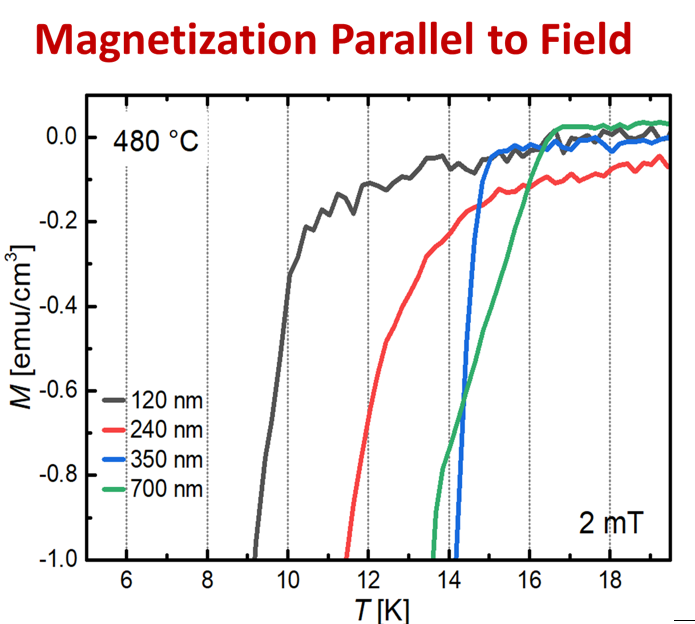 Magnetization Parallel to Field
480 °C
0.0
-0.2
-0.4
-0.6
-0.8
-1.0
M [emu/cm³]
120 nm
240 nm
350 nm
700 nm
2 mT
6 8 10 12 14 16 18
T [K]